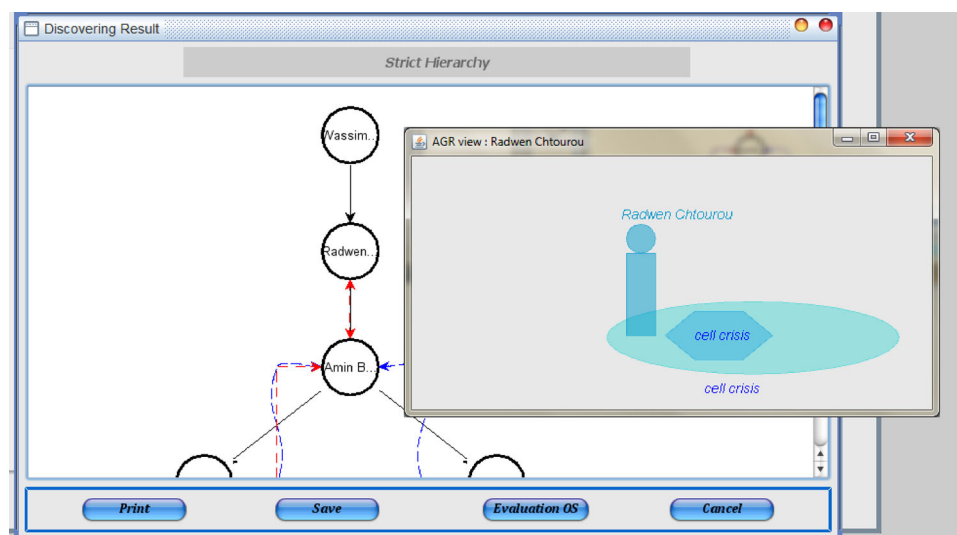 Discovering Result
Strict Hierarchy
Wassim..
AGR view : Radwen Chtourou
Radwen Chtourou
Radwen..
cell crisis
Amin B...
cell crisis
Print
Save
Evaluation OS
Cancel